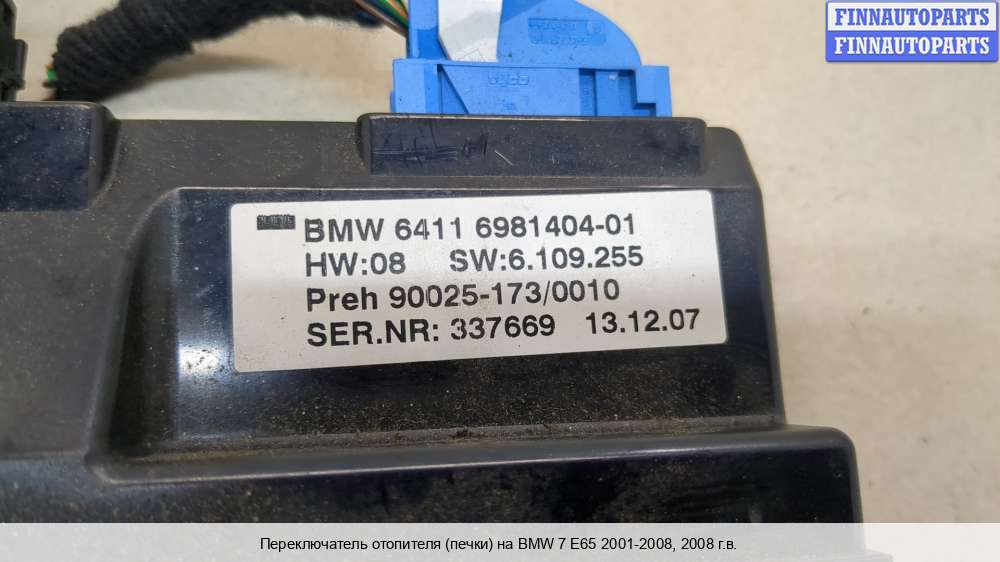 FINNAUTOPARTS
FINNAUTOPARTS
BMW 6411 6981404-01
HW:08 SW:6.109.255
Preh 90025-173/0010
SER.NR: 337669 13.12.07
Переключатель отопителя (печки) на BMW 7 E65 2001-2008, 2008 г.в.